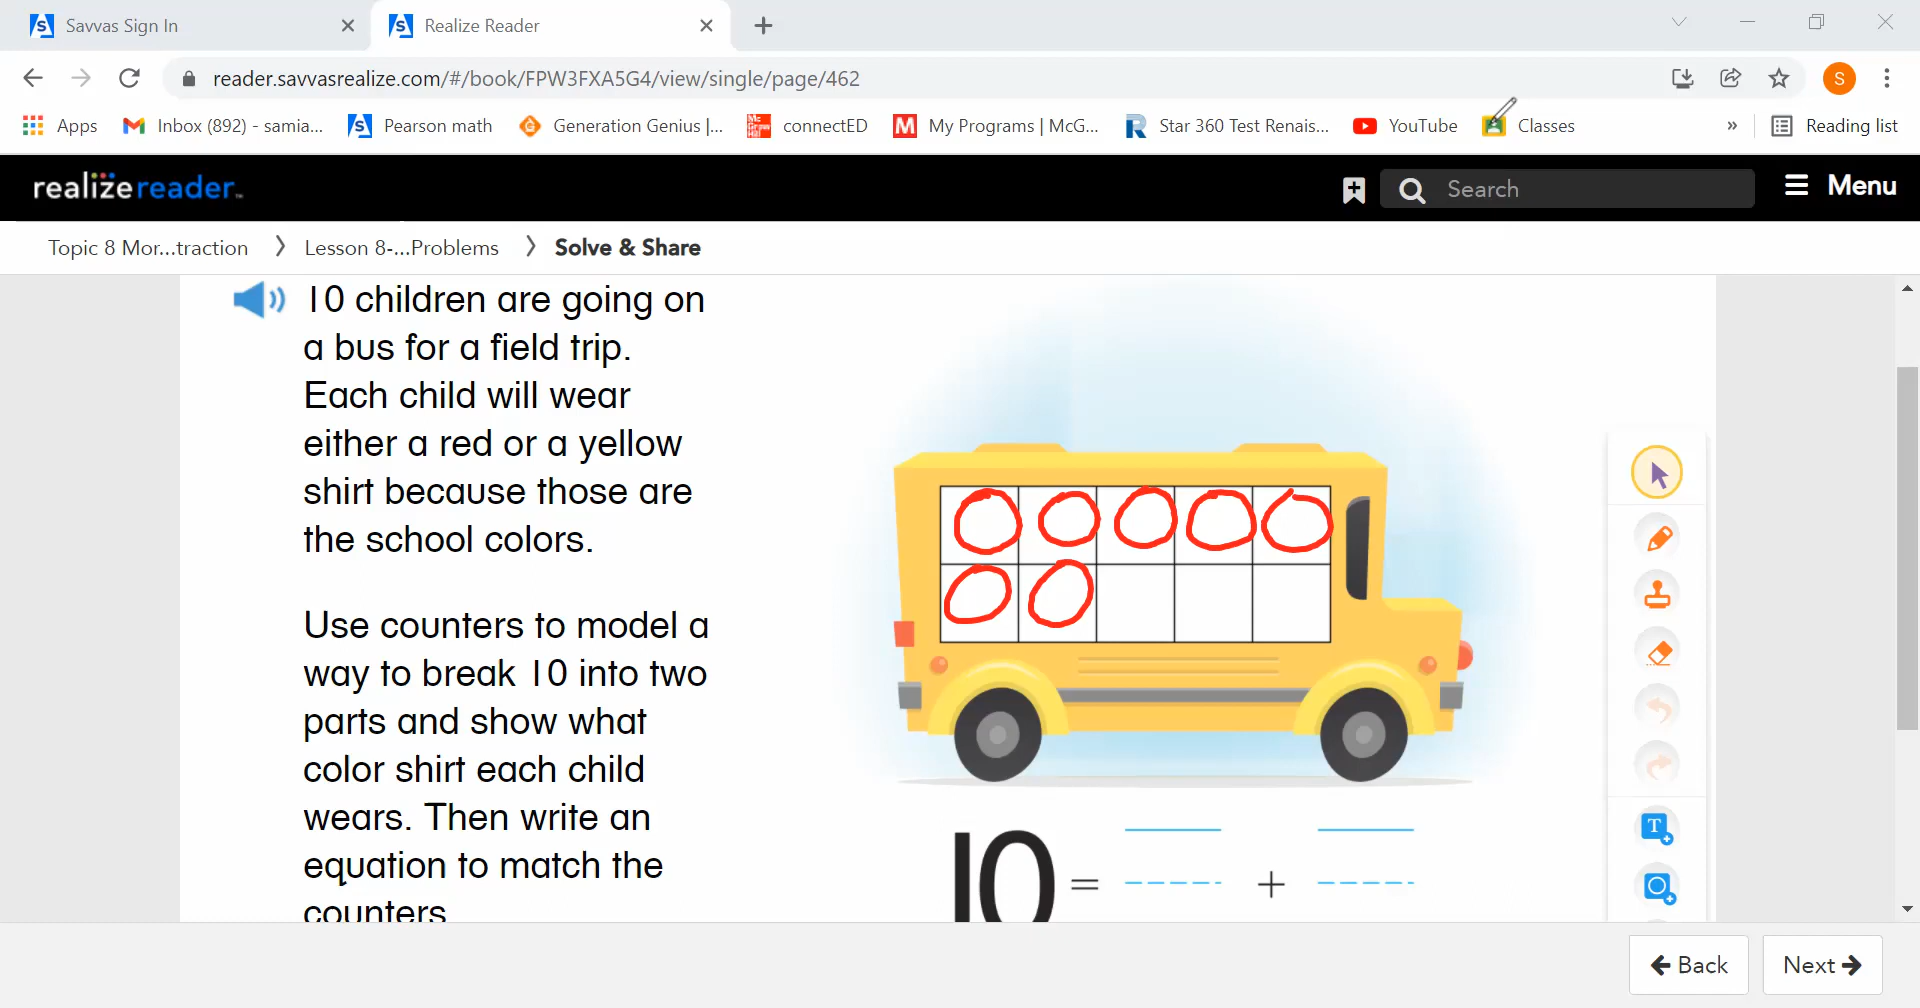 Savvas Sign In
Realize Reader
reader.savvasrealize.com/#/book/FPW3FXA5G4/view/single/page/462
S
Apps
Inbox (892) - samia...
Pearson math
Generation Genius |...
connectED
My Programs | McG...
Star 360 Test Renais...
YouTube
Classes
»
Reading list
realizereader™
Search
Menu
Topic 8 Mor...traction
Lesson 8-...Problems
Solve & Share
10 children are going on
a bus for a field trip.
Each child will wear
either a red or a yellow
shirt because those are
the school colors.
Use counters to model a
way to break 10 into two
parts and show what
color shirt each child
wears. Then write an
equation to match the
counters
10 = +
T
Back
Next